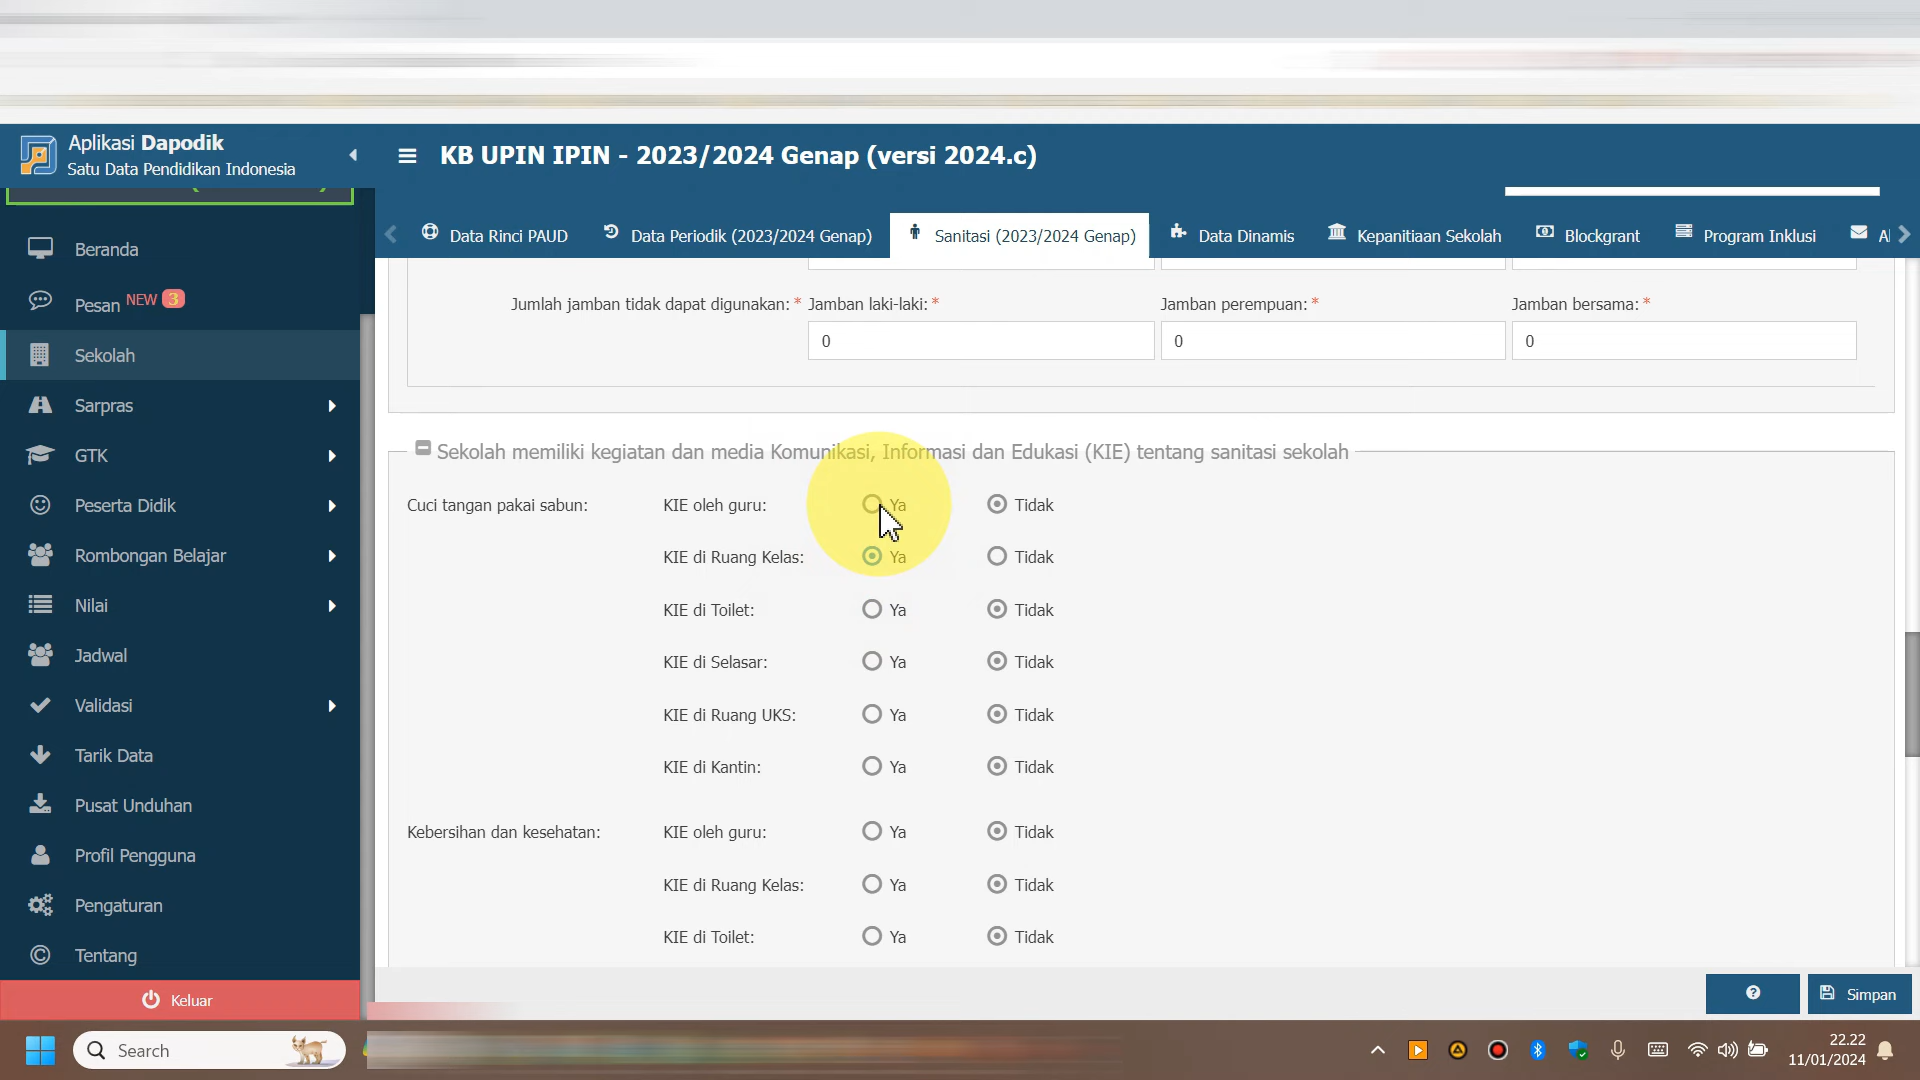 Aplikasi Dapodik
Satu Data Pendidikan Indonesia
KB UPIN IPIN - 2023/2024 Genap (versi 2024.c)
Data Rinci PAUD
Data Periodik (2023/2024 Genap)
Sanitasi (2023/2024 Genap)
Data Dinamis
Kepanitiaan Sekolah
Blockgrant
Program Inklusi
Beranda
Pesan NEW 3
Sekolah
Sarpras
GTK
Peserta Didik
Rombongan Belajar
Nilai
Jadwal
Validasi
Tarik Data
Pusat Unduhan
Profil Pengguna
Pengaturan
Tentang
Keluar
Jumlah jamban tidak dapat digunakan: * Jamban laki-laki: * Jamban perempuan: * Jamban bersama: *
0 0 0
Sekolah memiliki kegiatan dan media Komunikasi, Informasi dan Edukasi (KIE) tentang sanitasi sekolah
Cuci tangan pakai sabun: KIE oleh guru: Ya Tidak
KIE di Ruang Kelas: Ya Tidak
KIE di Toilet: Ya Tidak
KIE di Selasar: Ya Tidak
KIE di Ruang UKS: Ya Tidak
KIE di Kantin: Ya Tidak
Kebersihan dan kesehatan: KIE oleh guru: Ya Tidak
KIE di Ruang Kelas: Ya Tidak
KIE di Toilet: Ya Tidak
Simpan
Search
22.22
11/01/2024